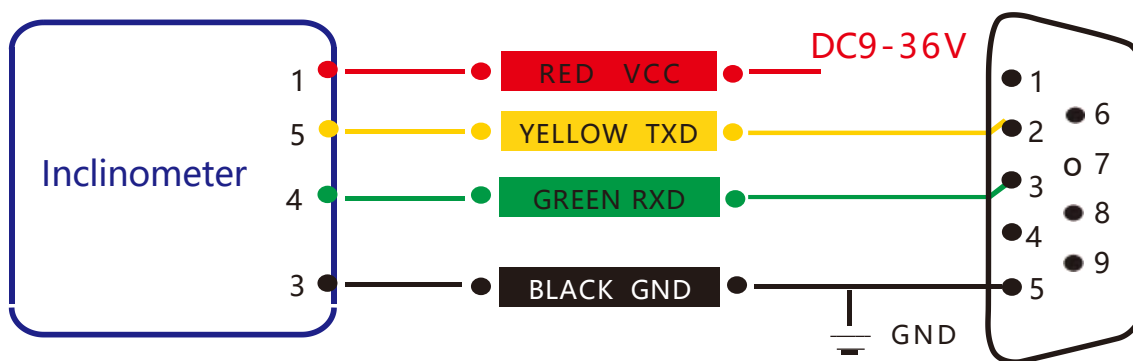 DC9-36V
1
RED VCC
1
5
YELLOW TXD
2
6
Inclinometer
7
4
GREEN RXD
3
8
4
9
3
BLACK GND
5
GND